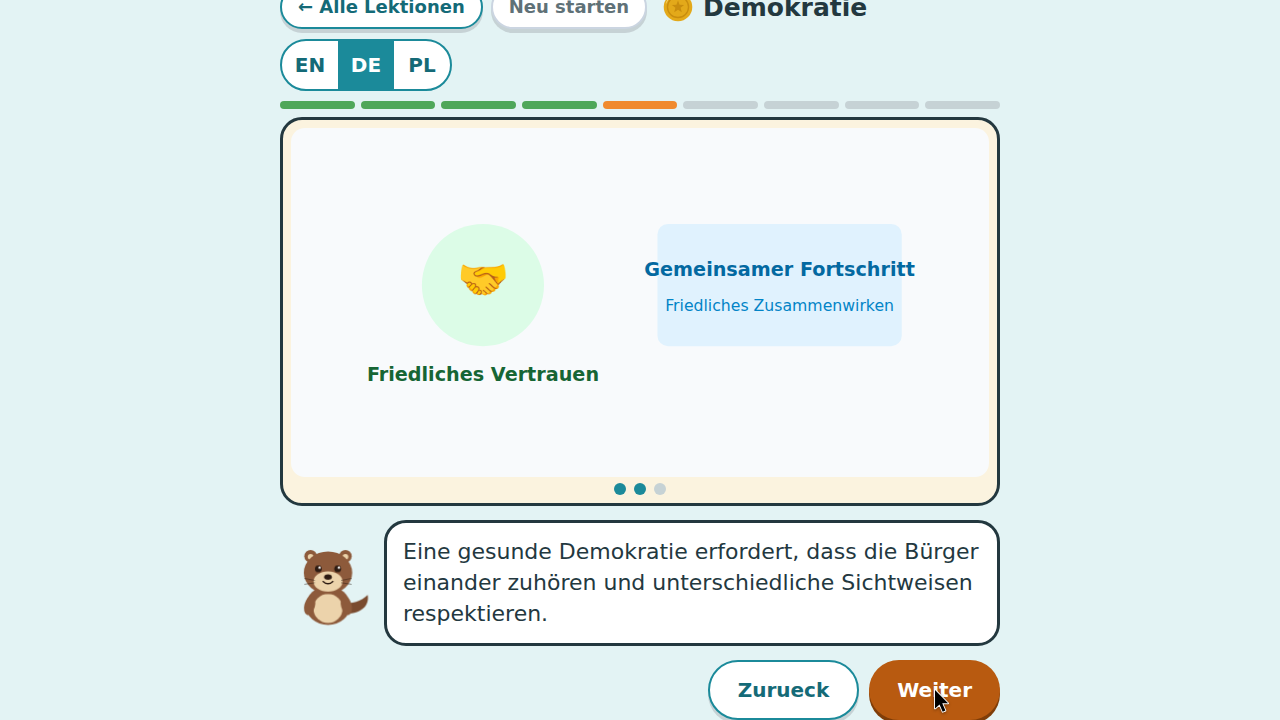 ← Alle Lektionen
Neu starten
Demokratie
EN DE PL
Gemeinsamer Fortschritt
Friedliches Zusammenwirken
Friedliches Vertrauen
Eine gesunde Demokratie erfordert, dass die Bürger
einander zuhören und unterschiedliche Sichtweisen
respektieren.
Zurueck
Weiter